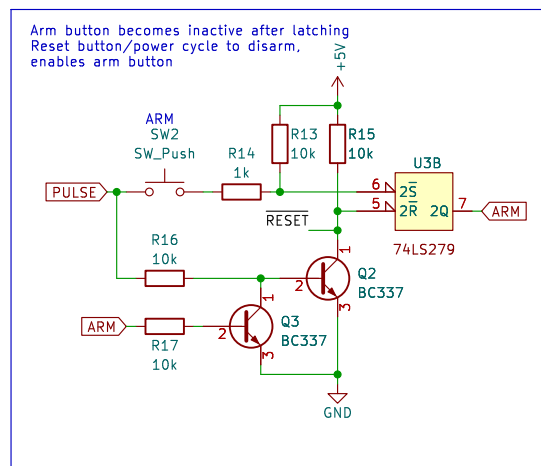 Arm button becomes inactive after latching
Reset button/power cycle to disarm,
enables arm button
+5V
ARM
SW2
SW_Push
R14
1k
R13
10k
R15
10k
U3B
PULSE
6
2S
5
2R
2Q
7
ARM
RESET
74LS279
R16
10k
1
2
Q2
BC337
3
ARM
R17
10k
1
2
Q3
BC337
3
GND